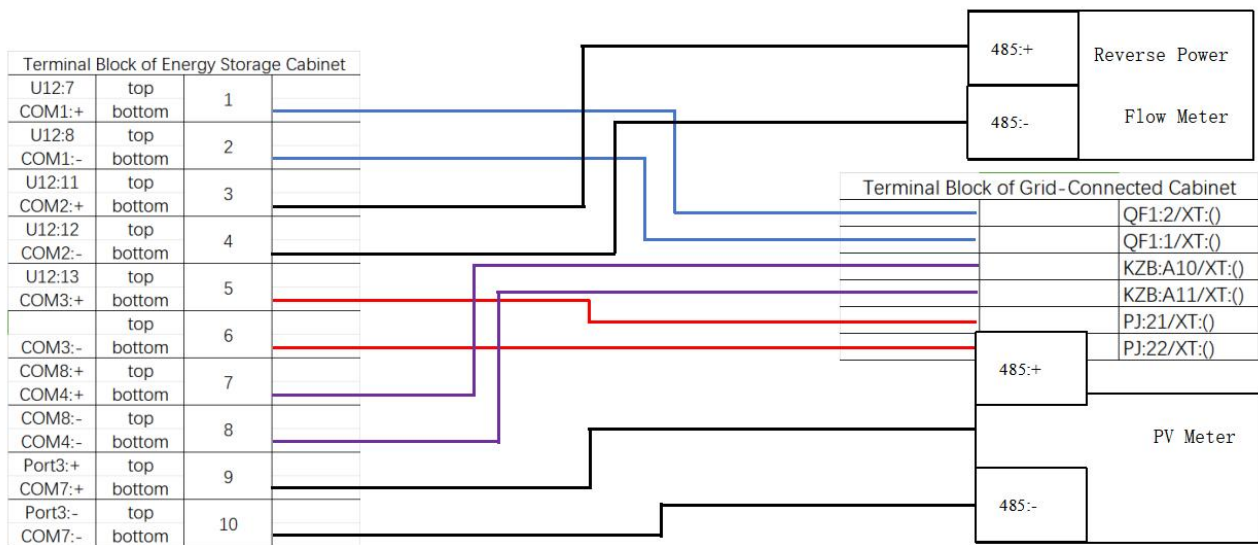 485:+
Reverse Power
485:-
Flow Meter
Terminal Block of Energy Storage Cabinet
U12:7 top 1
COM1:+ bottom
U12:8 top 2
COM1:- bottom
U12:11 top 3
COM2:+ bottom
U12:12 top 4
COM2:- bottom
U12:13 top 5
COM3:+ bottom
top 6
COM3:- bottom
COM8:+ top 7
COM4:+ bottom
COM8:- top 8
COM4:- bottom
Port3:+ top 9
COM7:+ bottom
Port3:- top 10
COM7:- bottom
Terminal Block of Grid-Connected Cabinet
QF1:2/XT:()
QF1:1/XT:()
KZB:A10/XT:()
KZB:A11/XT:()
PJ:21/XT:()
PJ:22/XT:()
485:+
PV Meter
485:-